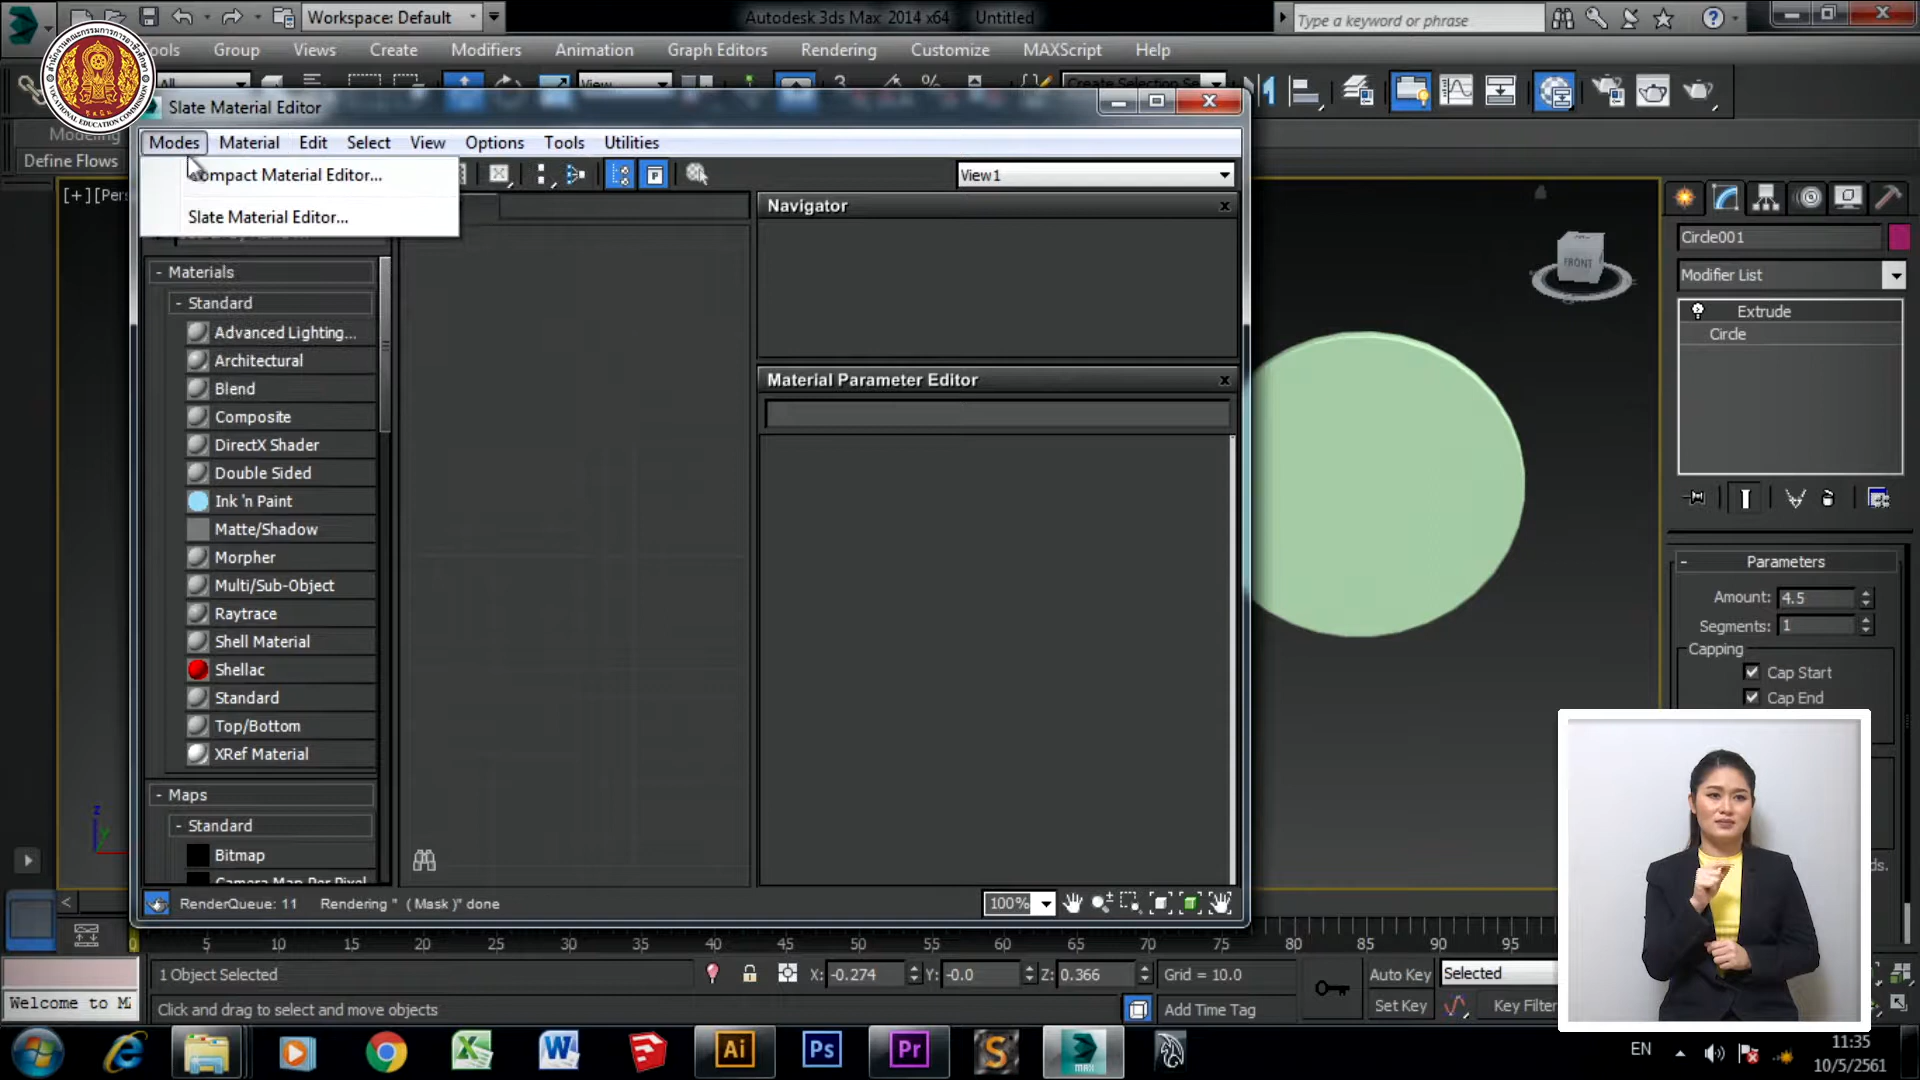 Workspace: Default
Autodesk 3ds Max 2014 x64 Untitled
Type a keyword or phrase
Group Views Create Modifiers Animation Graph Editors Rendering Customize MAXScript Help
All
View
Slate Material Editor
Define Flows
Modes Material Edit Select View Options Tools Utilities
Compact Material Editor...
Slate Material Editor...
View1
Navigator
Material Parameter Editor
- Materials
- Standard
Advanced Lighting...
Architectural
Blend
Composite
DirectX Shader
Double Sided
Ink 'n Paint
Matte/Shadow
Morpher
Multi/Sub-Object
Raytrace
Shell Material
Shellac
Standard
Top/Bottom
XRef Material
- Maps
- Standard
Bitmap
Camera Map Per Pixel
RenderQueue: 11 Rendering " ( Mask )" done
100%
FRONT
Circle001
Modifier List
Extrude
Circle
- Parameters
Amount: 4.5
Segments: 1
Capping
Cap Start
Cap End
0 5 10 15 20 25 30 35 40 45 50 55 60 65 70 75 80 85 90 95
1 Object Selected
X: -0.274 Y: -0.0 Z: 0.366 Grid = 10.0
Auto Key Selected
Click and drag to select and move objects
Add Time Tag
Set Key
Welcome to M
EN
11:35
10/5/2561